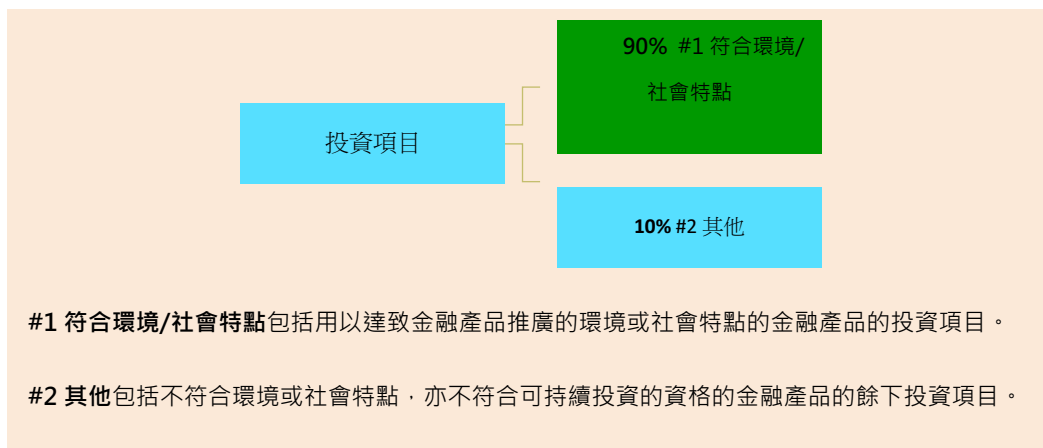 90% #1 符合環境/
社會特點
投資項目
10% #2 其他
#1 符合環境/社會特點包括用以達致金融產品推廣的環境或社會特點的金融產品的投資項目。
#2 其他包括不符合環境或社會特點，亦不符合可持續投資的資格的金融產品的餘下投資項目。